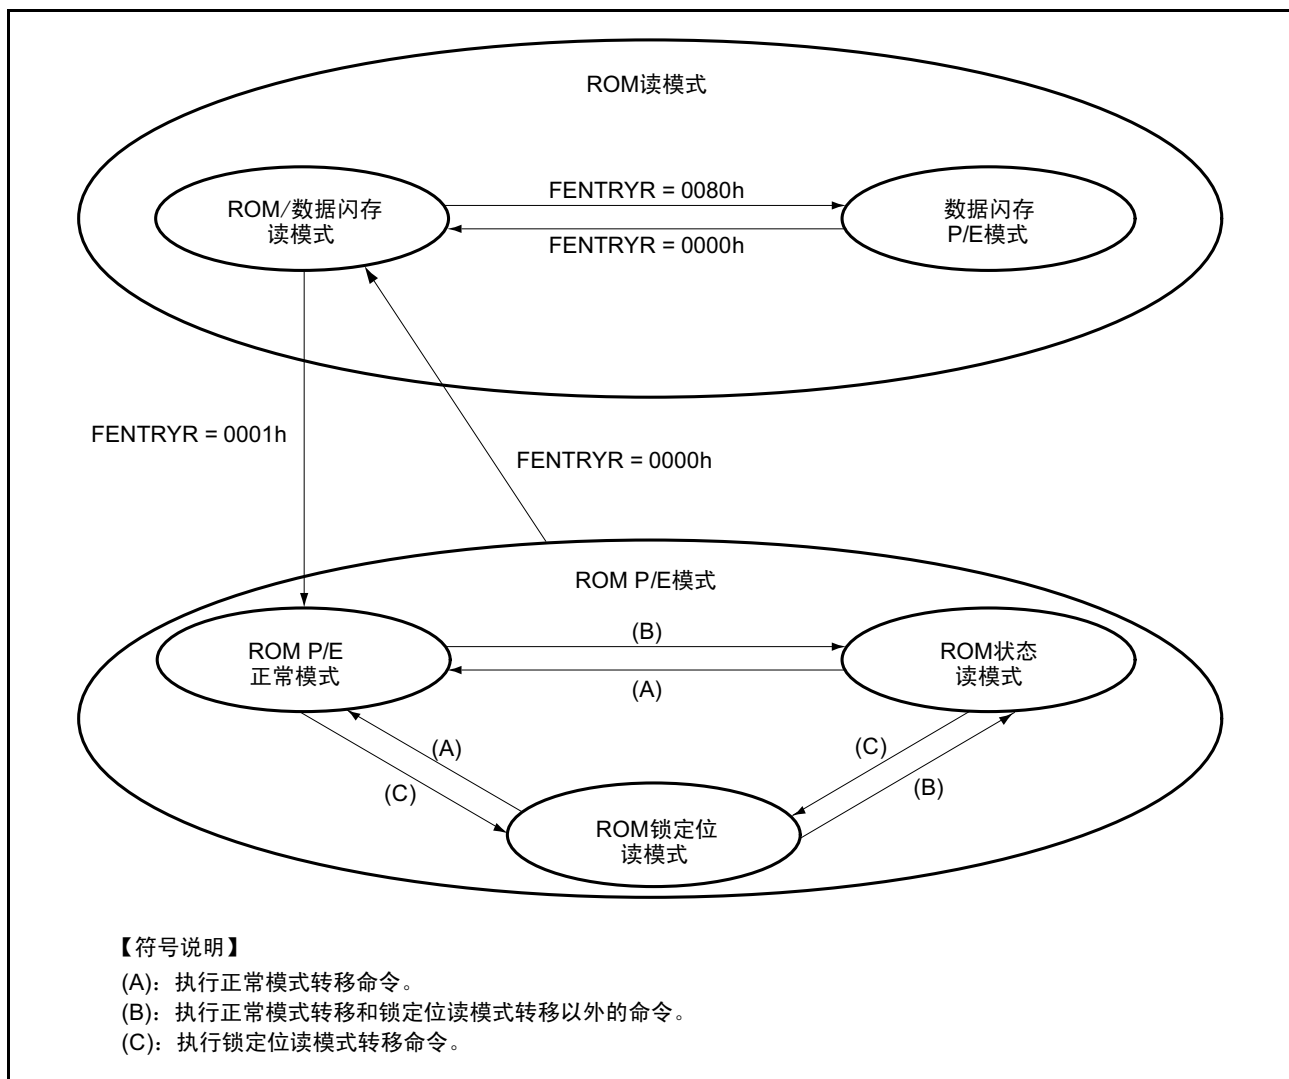 ROM读模式
ROM/数据闪存
读模式
FENTRYR = 0080h
FENTRYR = 0000h
数据闪存
P/E模式
FENTRYR = 0001h
FENTRYR = 0000h
ROM P/E模式
ROM P/E
正常模式
(B)
(A)
ROM状态
读模式
(A)
(C)
(C)
(B)
ROM锁定位
读模式
【符号说明】
(A)：执行正常模式转移命令。
(B)：执行正常模式转移和锁定位读模式转移以外的命令。
(C)：执行锁定位读模式转移命令。